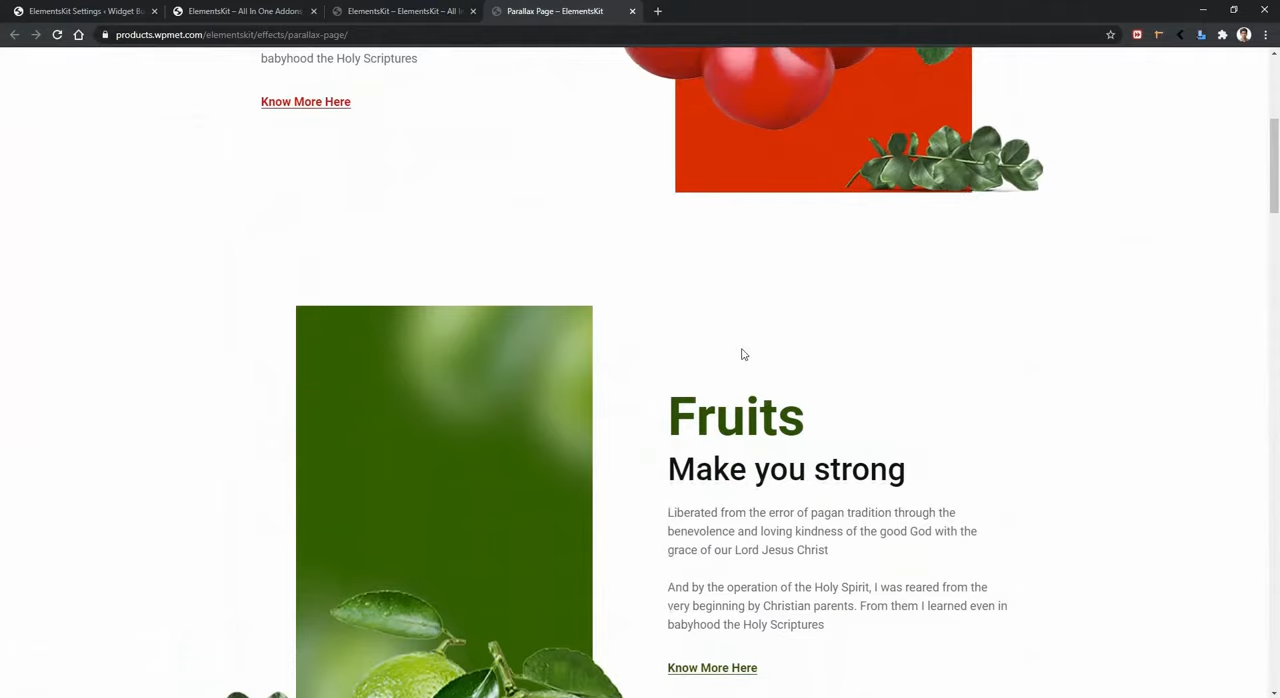 ElementsKit Settings ‹ Widget Bu
ElementsKit – All In One Addons
ElementsKit – ElementsKit – All In
Parallax Page – ElementsKit
products.wpmet.com/elementskit/effects/parallax-page/
babyhood the Holy Scriptures
Know More Here
Fruits
Make you strong
Liberated from the error of pagan tradition through the
benevolence and loving kindness of the good God with the
grace of our Lord Jesus Christ
And by the operation of the Holy Spirit, I was reared from the
very beginning by Christian parents. From them I learned even in
babyhood the Holy Scriptures
Know More Here